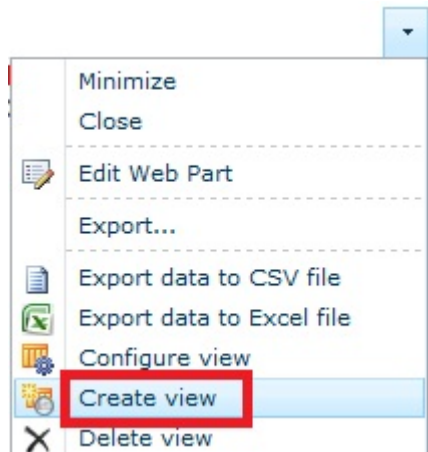 Minimize
Close
Edit Web Part
Export...
Export data to CSV file
Export data to Excel file
Configure view
Create view
Delete view